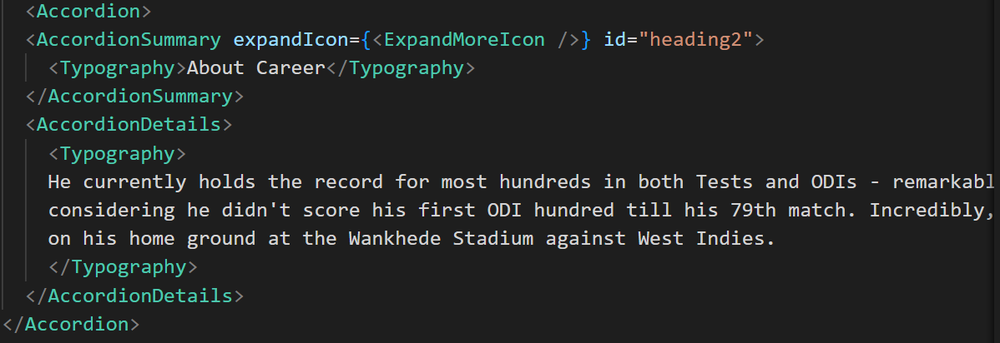 <Accordion>
<AccordionSummary expandIcon={<ExpandMoreIcon />} id="heading2">
<Typography>About Career</Typography>
</AccordionSummary>
<AccordionDetails>
<Typography>
He currently holds the record for most hundreds in both Tests and ODIs - remarkabl
considering he didn't score his first ODI hundred till his 79th match. Incredibly,
on his home ground at the Wankhede Stadium against West Indies.
</Typography>
</AccordionDetails>
</Accordion>